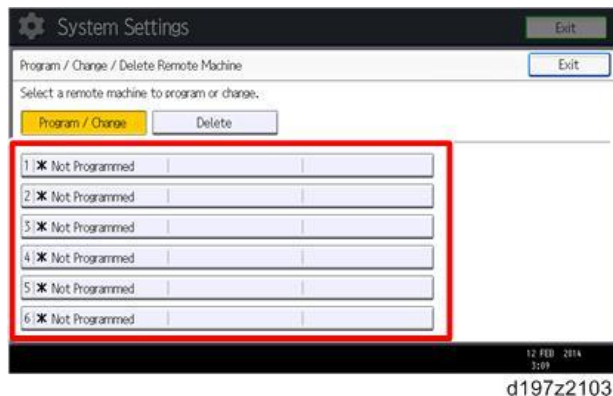 System Settings
Exit
Program / Change / Delete Remote Machine
Exit
Select a remote machine to program or change.
Program / Change
Delete
1 * Not Programmed
2 * Not Programmed
3 * Not Programmed
4 * Not Programmed
5 * Not Programmed
6 * Not Programmed
12 FEB 2014
3:09
d197z2103